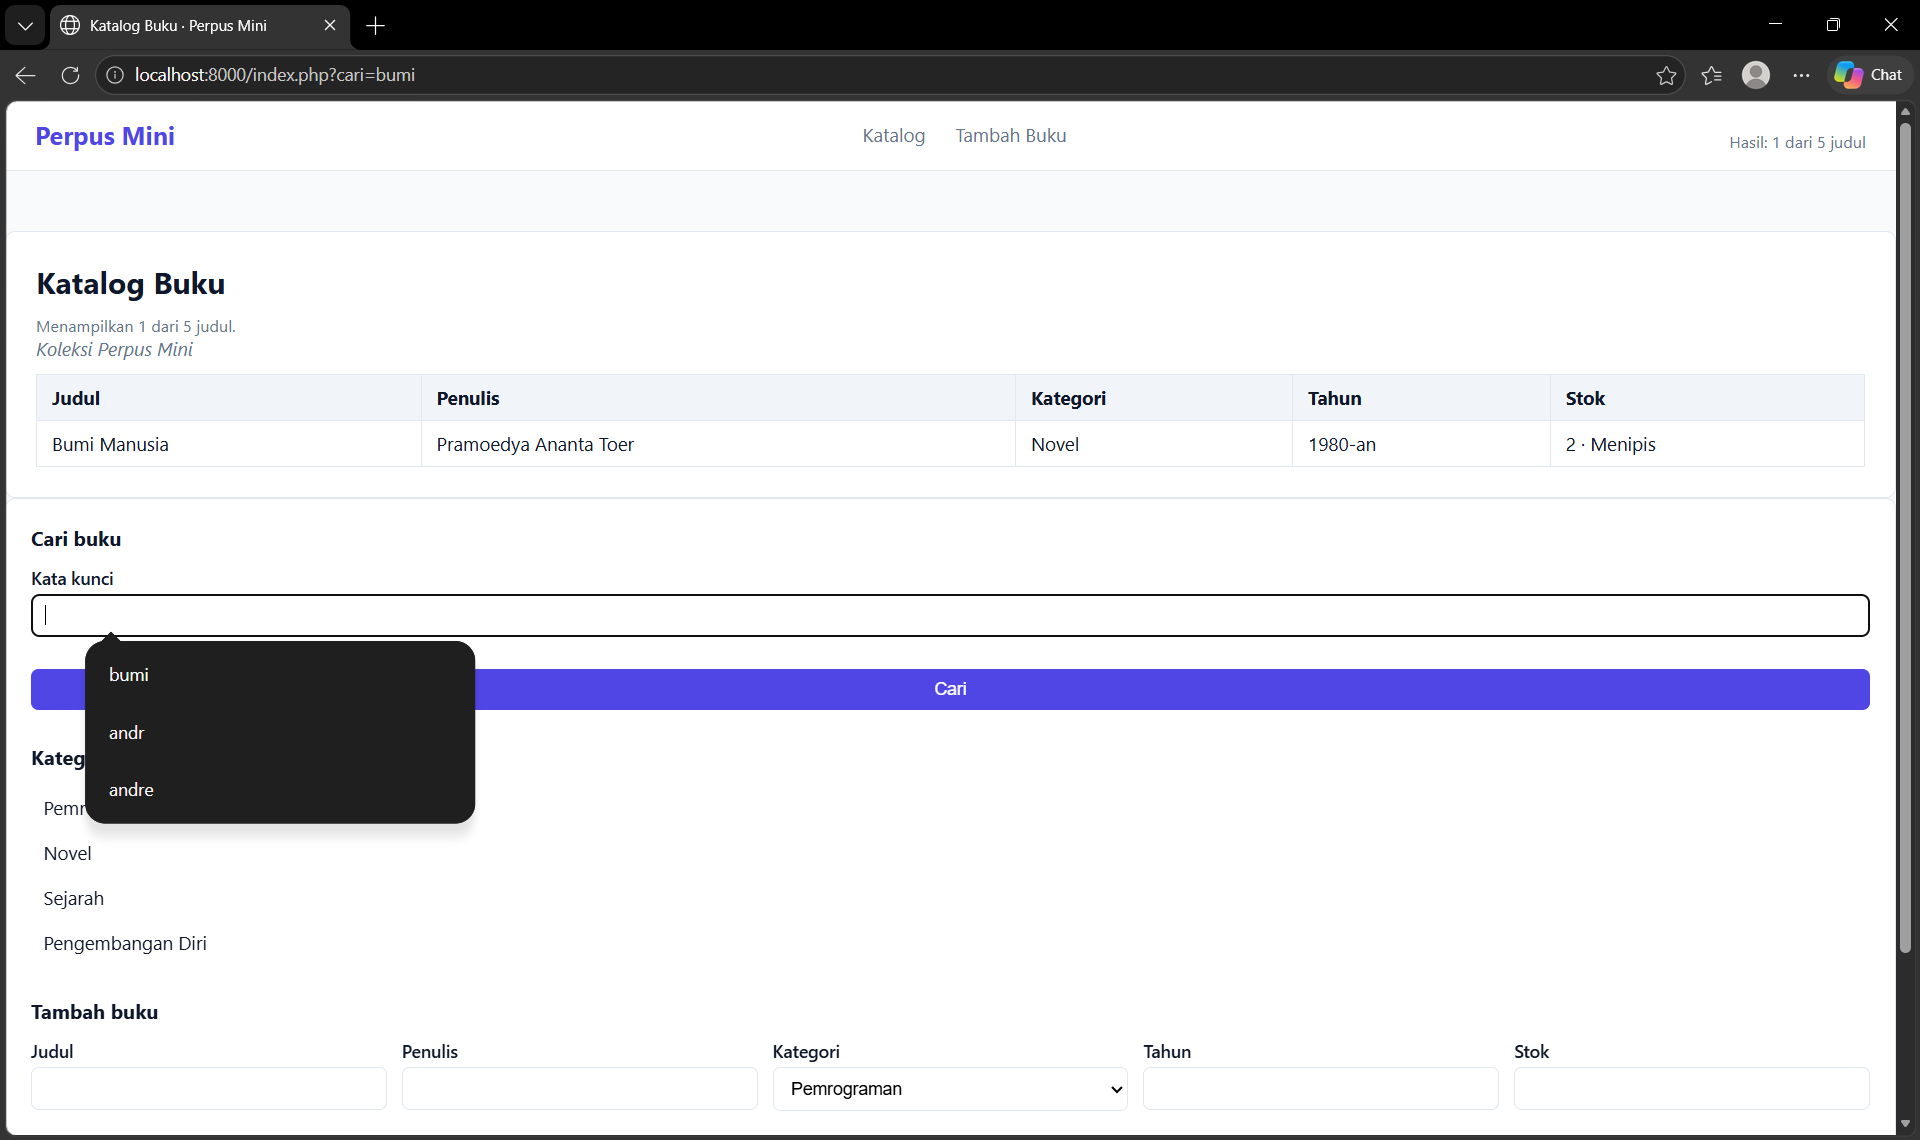 Katalog Buku · Perpus Mini
localhost:8000/index.php?cari=bumi
Chat
Perpus Mini
Katalog
Tambah Buku
Hasil: 1 dari 5 judul
Katalog Buku
Menampilkan 1 dari 5 judul.
Koleksi Perpus Mini
Judul Penulis Kategori Tahun Stok
Bumi Manusia Pramoedya Ananta Toer Novel 1980-an 2 · Menipis
Cari buku
Kata kunci
bumi
andr
andre
Cari
Kateg
Pemr
Novel
Sejarah
Pengembangan Diri
Tambah buku
Judul Penulis Kategori Tahun Stok
Pemrograman